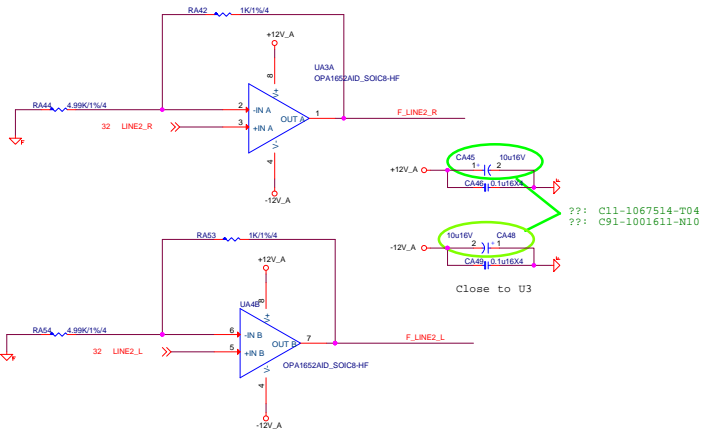 RA42 1K/1%/4
+12V_A
UA3A
OPA1652AID_SOIC8-HF
8
V+
RA44 4.99K/1%/4
2 -IN A
OUT A 1 F_LINE2_R
32 LINE2_R 3 +IN A
V-
4
-12V_A
CA45 10u16V
+12V_A 1 + 2
CA46 0.1u16X4
??: C11-1067514-T04
??: C91-1001611-N10
10u16V CA48
-12V_A 2 + 1
CA49 0.1u16X4
Close to U3
RA53 1K/1%/4
+12V_A
8
UA4B
V+
RA54 4.99K/1%/4
6 -IN B
OUT B 7 F_LINE2_L
32 LINE2_L 5 +IN B
V-
OPA1652AID_SOIC8-HF
4
-12V_A